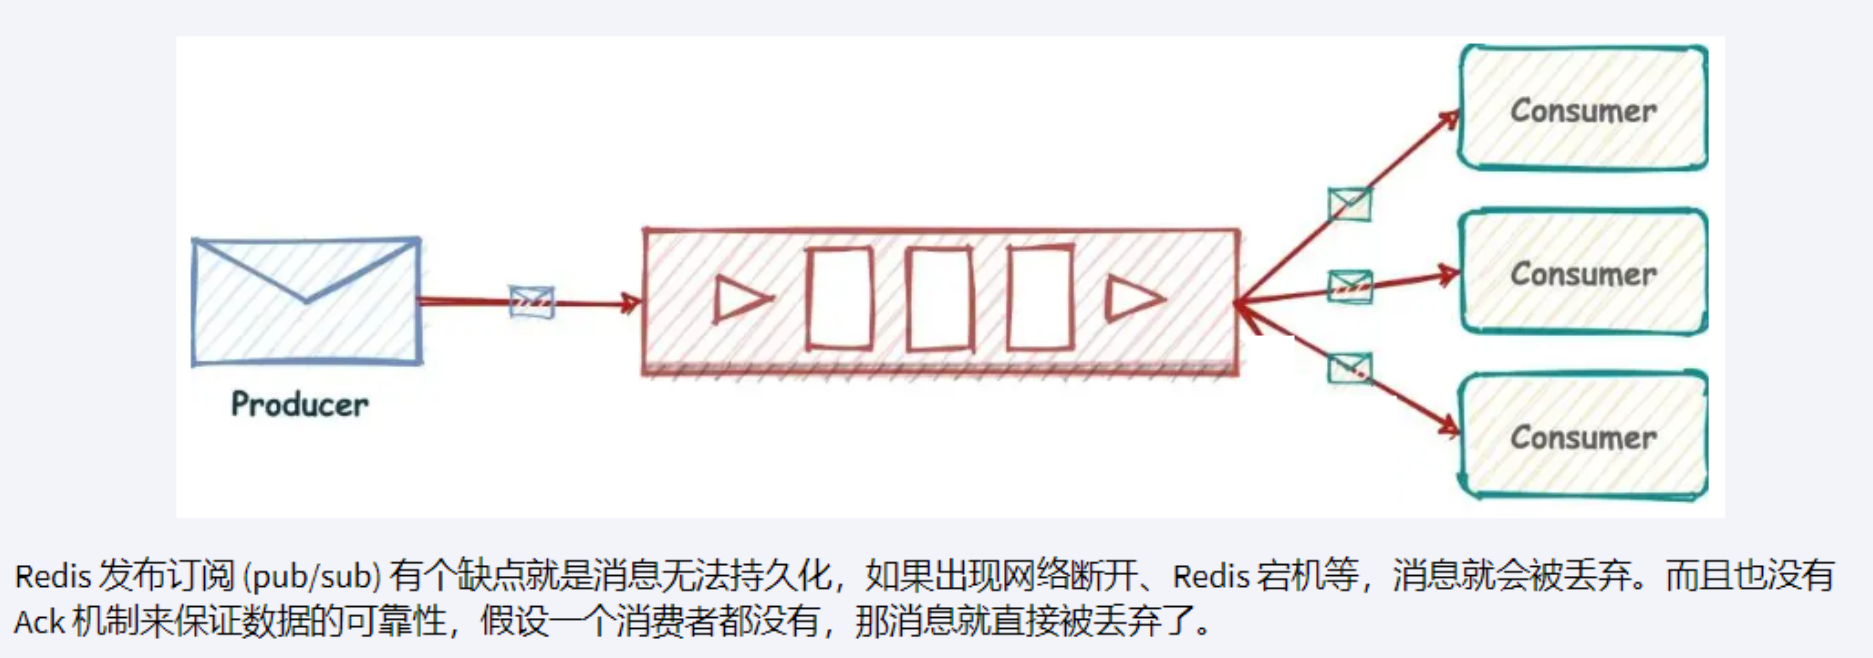 Consumer
Consumer
Producer
Consumer
Redis 发布订阅 (pub/sub) 有个缺点就是消息无法持久化，如果出现网络断开、Redis 宕机等，消息就会被丢弃。而且也没有
Ack 机制来保证数据的可靠性，假设一个消费者都没有，那消息就直接被丢弃了。